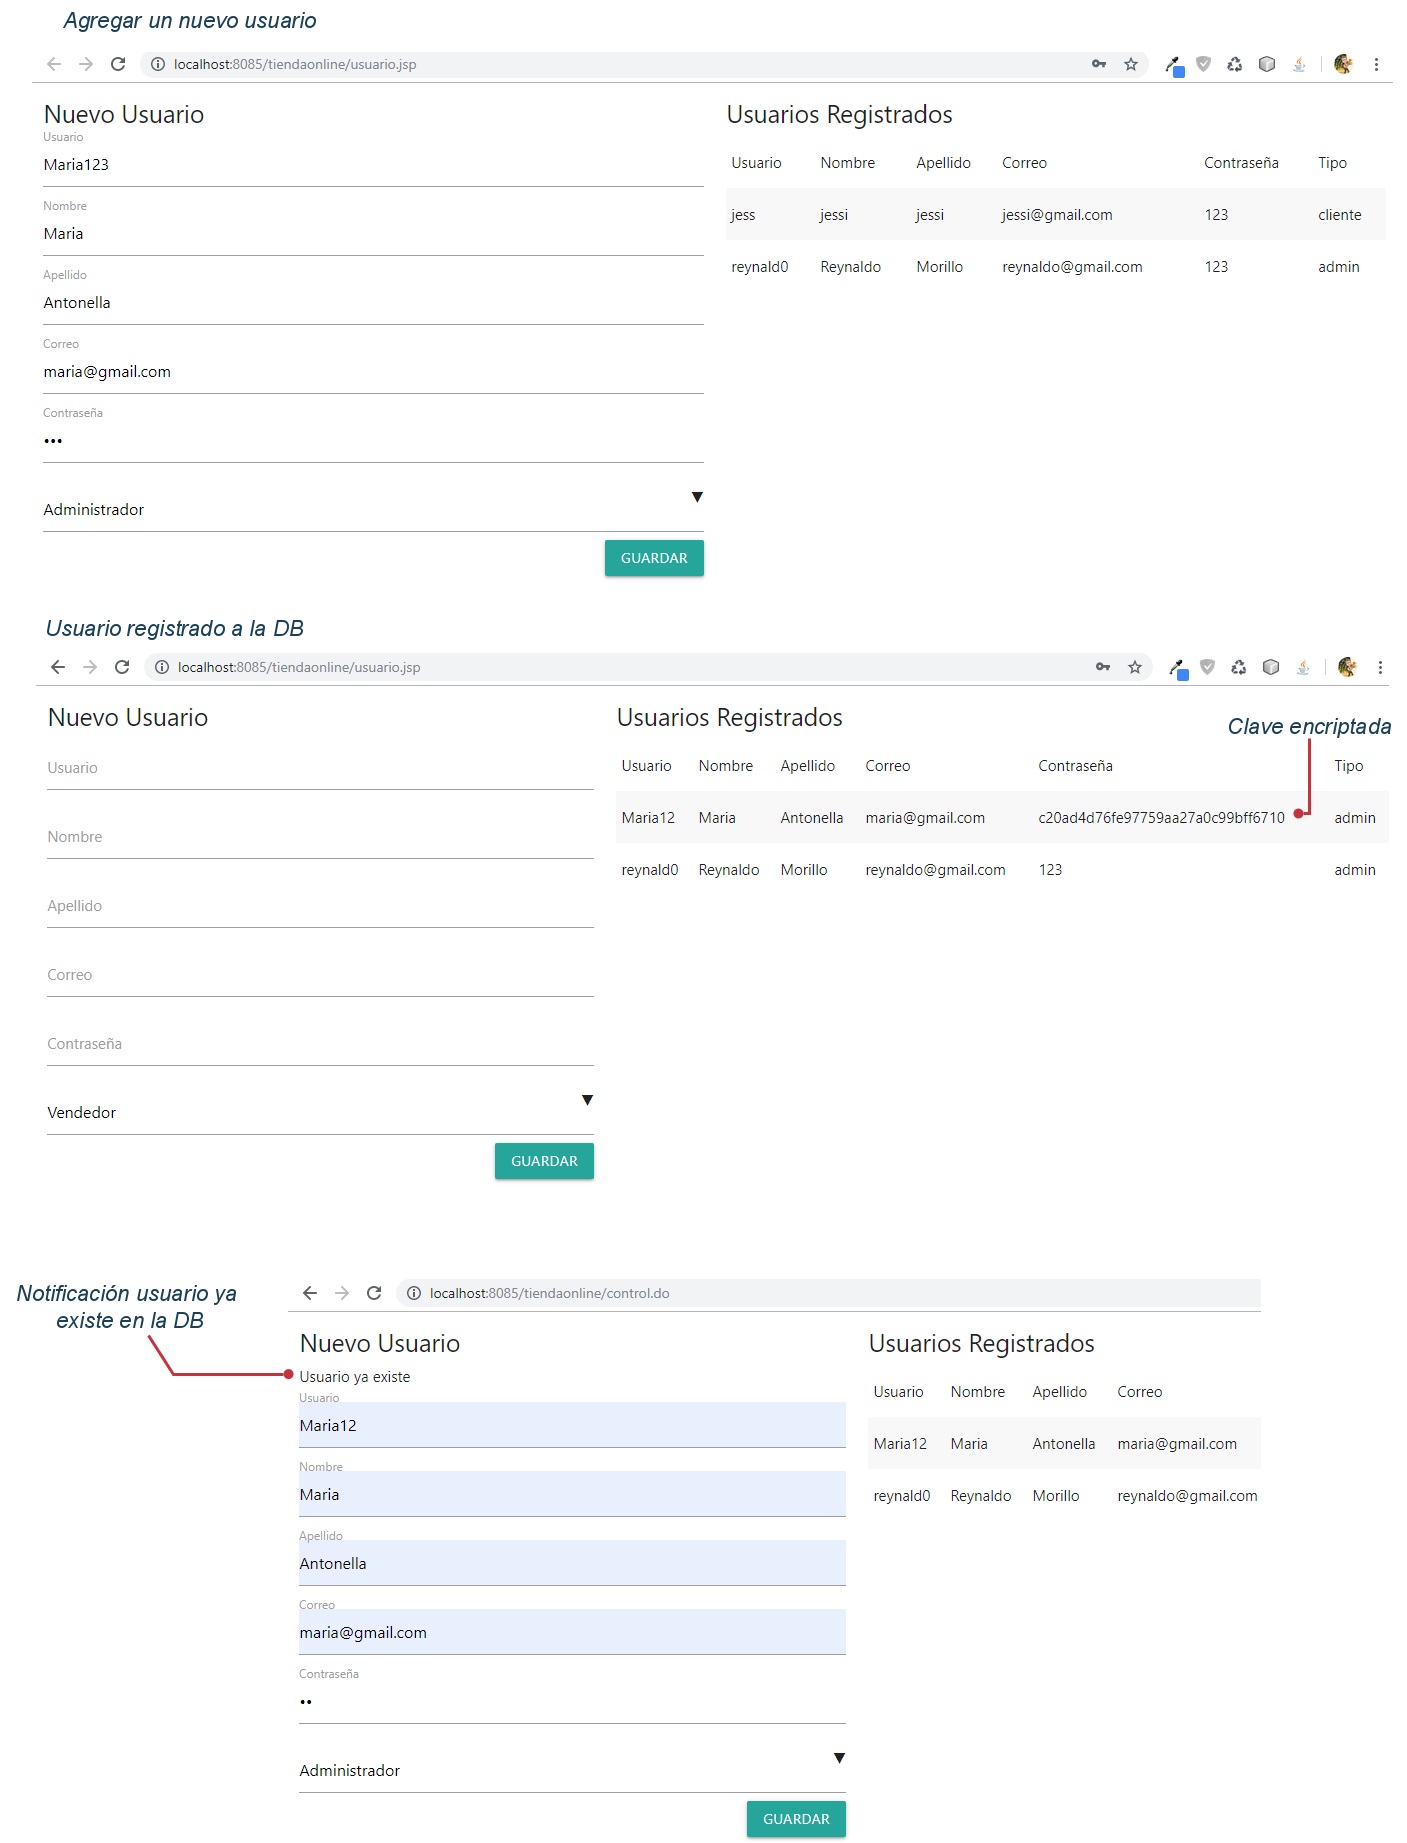 Agregar un nuevo usuario
localhost:8085/tiendaonline/usuario.jsp
Nuevo Usuario
Usuario
Maria123
Nombre
Maria
Apellido
Antonella
Correo
maria@gmail.com
Contraseña
•••
Administrador
GUARDAR
Usuarios Registrados
Usuario Nombre Apellido Correo Contraseña Tipo
jess jessi jessi jessi@gmail.com 123 cliente
reynald0 Reynaldo Morillo reynaldo@gmail.com 123 admin
Usuario registrado a la DB
localhost:8085/tiendaonline/usuario.jsp
Nuevo Usuario
Usuario
Nombre
Apellido
Correo
Contraseña
Vendedor
GUARDAR
Usuarios Registrados
Clave encriptada
Usuario Nombre Apellido Correo Contraseña Tipo
Maria12 Maria Antonella maria@gmail.com c20ad4d76fe97759aa27a0c99bff6710 admin
reynald0 Reynaldo Morillo reynaldo@gmail.com 123 admin
Notificación usuario ya
existe en la DB
localhost:8085/tiendaonline/control.do
Nuevo Usuario
Usuario ya existe
Usuario
Maria12
Nombre
Maria
Apellido
Antonella
Correo
maria@gmail.com
Contraseña
••
Administrador
GUARDAR
Usuarios Registrados
Usuario Nombre Apellido Correo
Maria12 Maria Antonella maria@gmail.com
reynald0 Reynaldo Morillo reynaldo@gmail.com